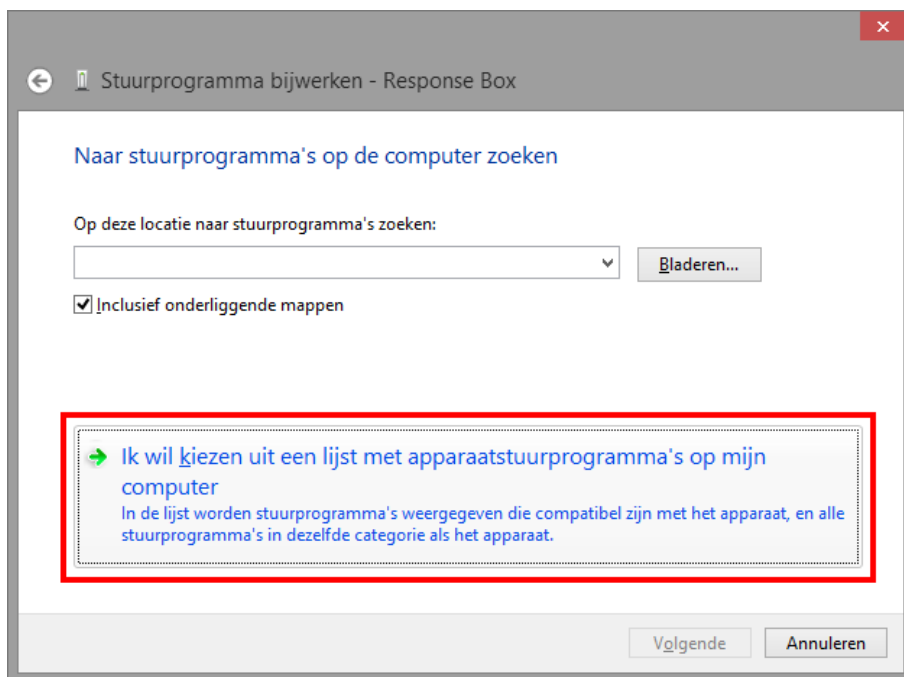 Stuurprogramma bijwerken - Response Box
Naar stuurprogramma's op de computer zoeken
Op deze locatie naar stuurprogramma's zoeken:
Bladeren...
Inclusief onderliggende mappen
Ik wil kiezen uit een lijst met apparaatstuurprogramma's op mijn
computer
In de lijst worden stuurprogramma's weergegeven die compatibel zijn met het apparaat, en alle
stuurprogramma's in dezelfde categorie als het apparaat.
Volgende
Annuleren